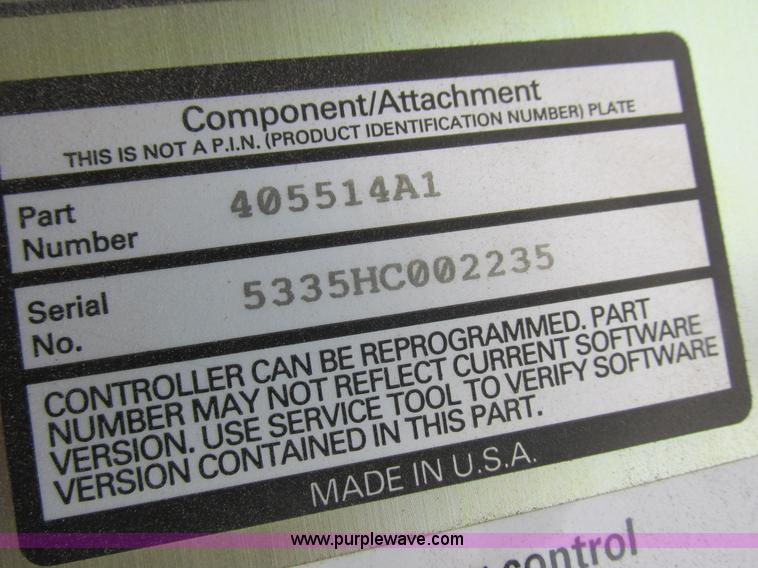 Component/Attachment
THIS IS NOT A P.I.N. (PRODUCT IDENTIFICATION NUMBER) PLATE
Part
Number
405514A1
Serial
No.
5335HC002235
CONTROLLER CAN BE REPROGRAMMED. PART
NUMBER MAY NOT REFLECT CURRENT SOFTWARE
VERSION. USE SERVICE TOOL TO VERIFY SOFTWARE
VERSION CONTAINED IN THIS PART.
MADE IN U.S.A.
www.purplewave.com
control